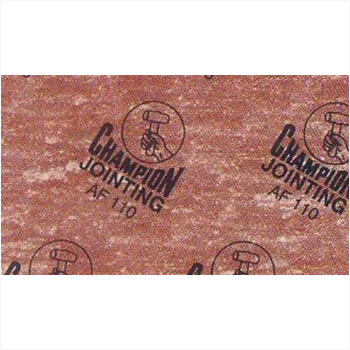 CHAMPION
JOINTING
AF 110
CHAMPION
JOINTING
AF 110